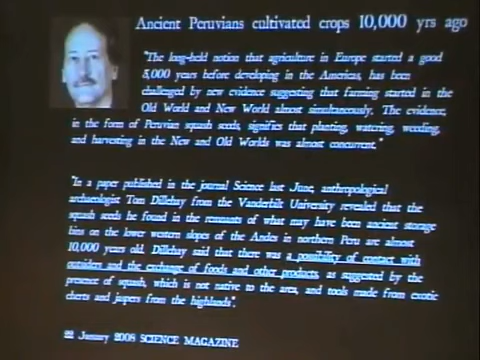 Ancient Peruvians cultivated crops 10,000 yrs ago
"The long-held notion that agriculture in Europe started a good
5,000 years before developing in the Americas, has been
challenged by new evidence suggesting that farming started in the
Old World and New World almost simultaneously. The evidence,
in the form of Peruvian squash seeds, signifies that planting, watering, weeding,
and harvesting in the New and Old Worlds was almost concurrent."
"In a paper published in the journal Science last June, anthropological
archaeologist Tom Dillehay from the Vanderbilt University revealed that the
squash seeds he found in the remnants of what may have been ancient storage
bins on the lower western slopes of the Andes in northern Peru are almost
10,000 years old. Dillehay said that there was a possibility of contact with
outsiders and the exchange of foods and other products, as suggested by the
presence of squash, which is not native to the area, and tools made from exotic
cherts and jaspers from the highlands".
22 January 2008 SCIENCE MAGAZINE